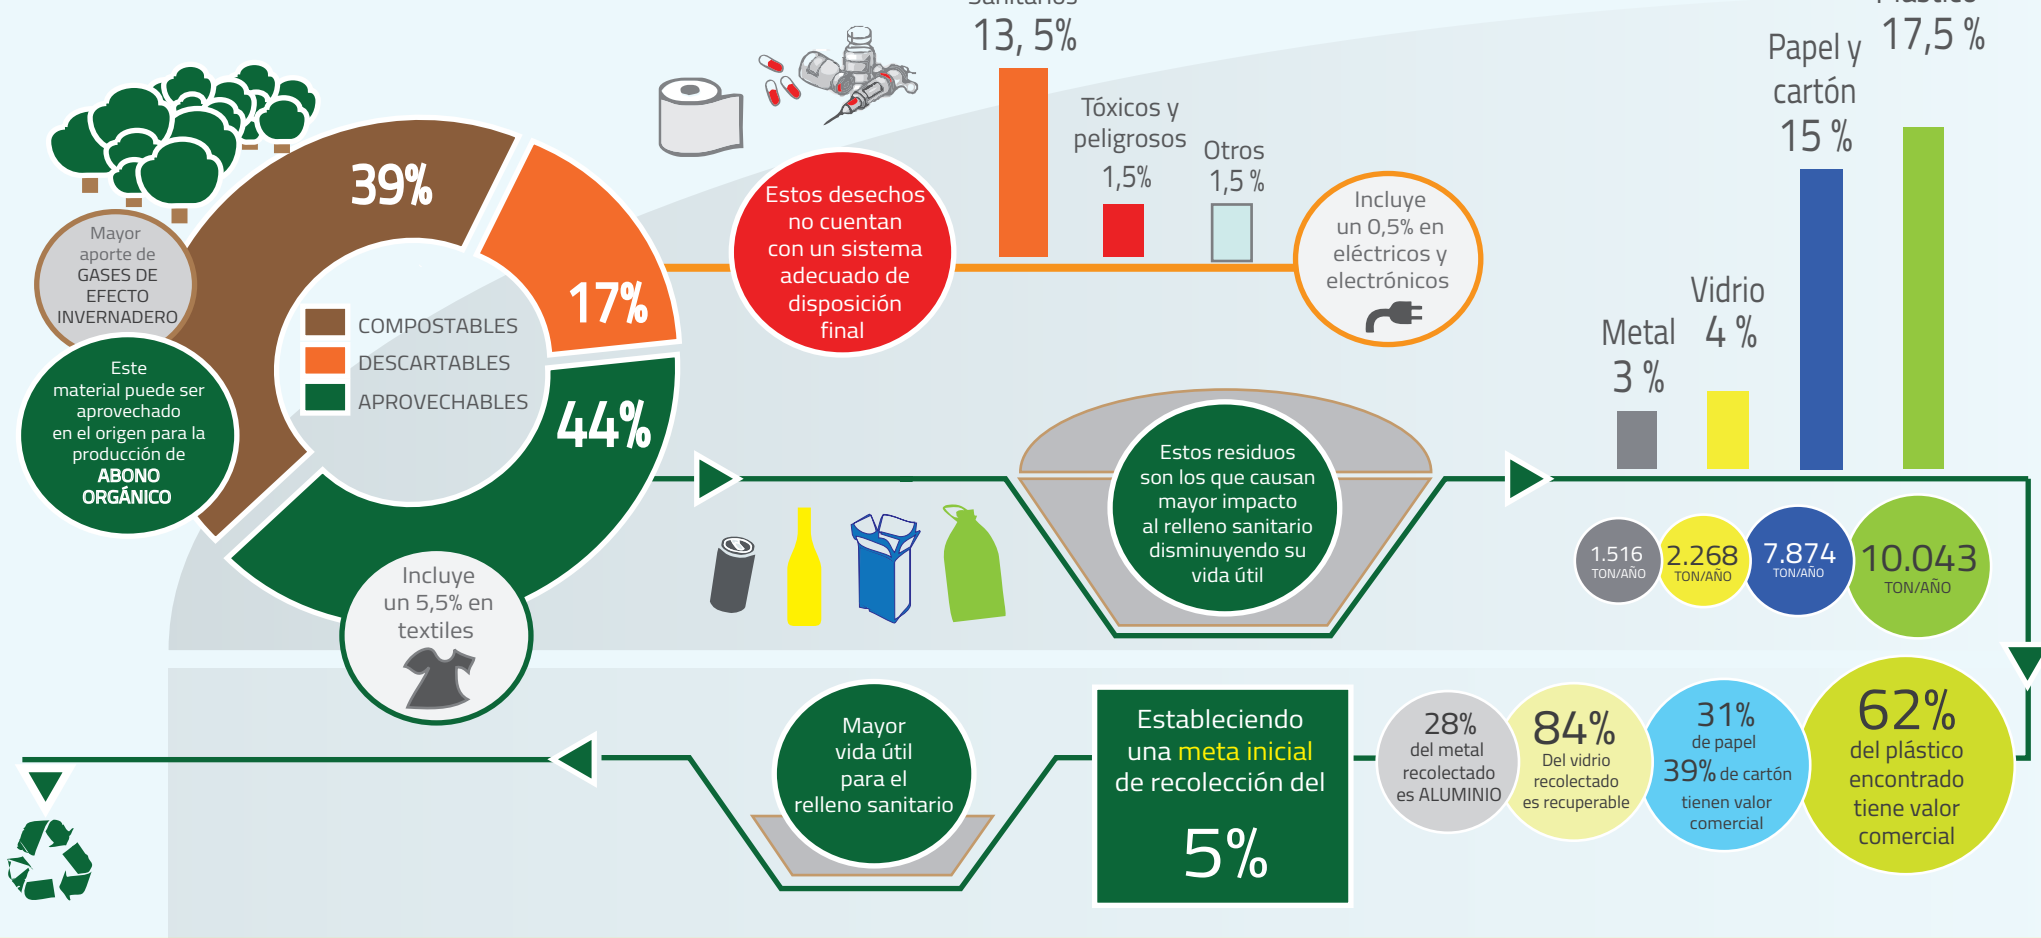 39%
17%
44%
COMPOSTABLES
DESCARTABLES
APROVECHABLES
Mayor
aporte de
GASES DE
EFECTO
INVERNADERO
Este
material puede ser
aprovechado
en el origen para la
producción de
ABONO
ORGÁNICO
Incluye
un 5,5% en
textiles
Estos desechos
no cuentan
con un sistema
adecuado de
disposición
final
Sanitarios
13, 5%
Tóxicos y
peligrosos
1,5%
Otros
1,5 %
Incluye
un 0,5% en
eléctricos y
electrónicos
Estos residuos
son los que causan
mayor impacto
al relleno sanitario
disminuyendo su
vida útil
Metal
3 %
Vidrio
4 %
Papel y
cartón
15 %
Plástico
17,5 %
1.516
TON/AÑO
2.268
TON/AÑO
7.874
TON/AÑO
10.043
TON/AÑO
62%
del plástico
encontrado
tiene valor
comercial
31%
de papel
39% de cartón
tienen valor
comercial
84%
Del vidrio
recolectado
es recuperable
28%
del metal
recolectado
es ALUMINIO
Estableciendo
una meta inicial
de recolección del
5%
Mayor
vida útil
para el
relleno sanitario